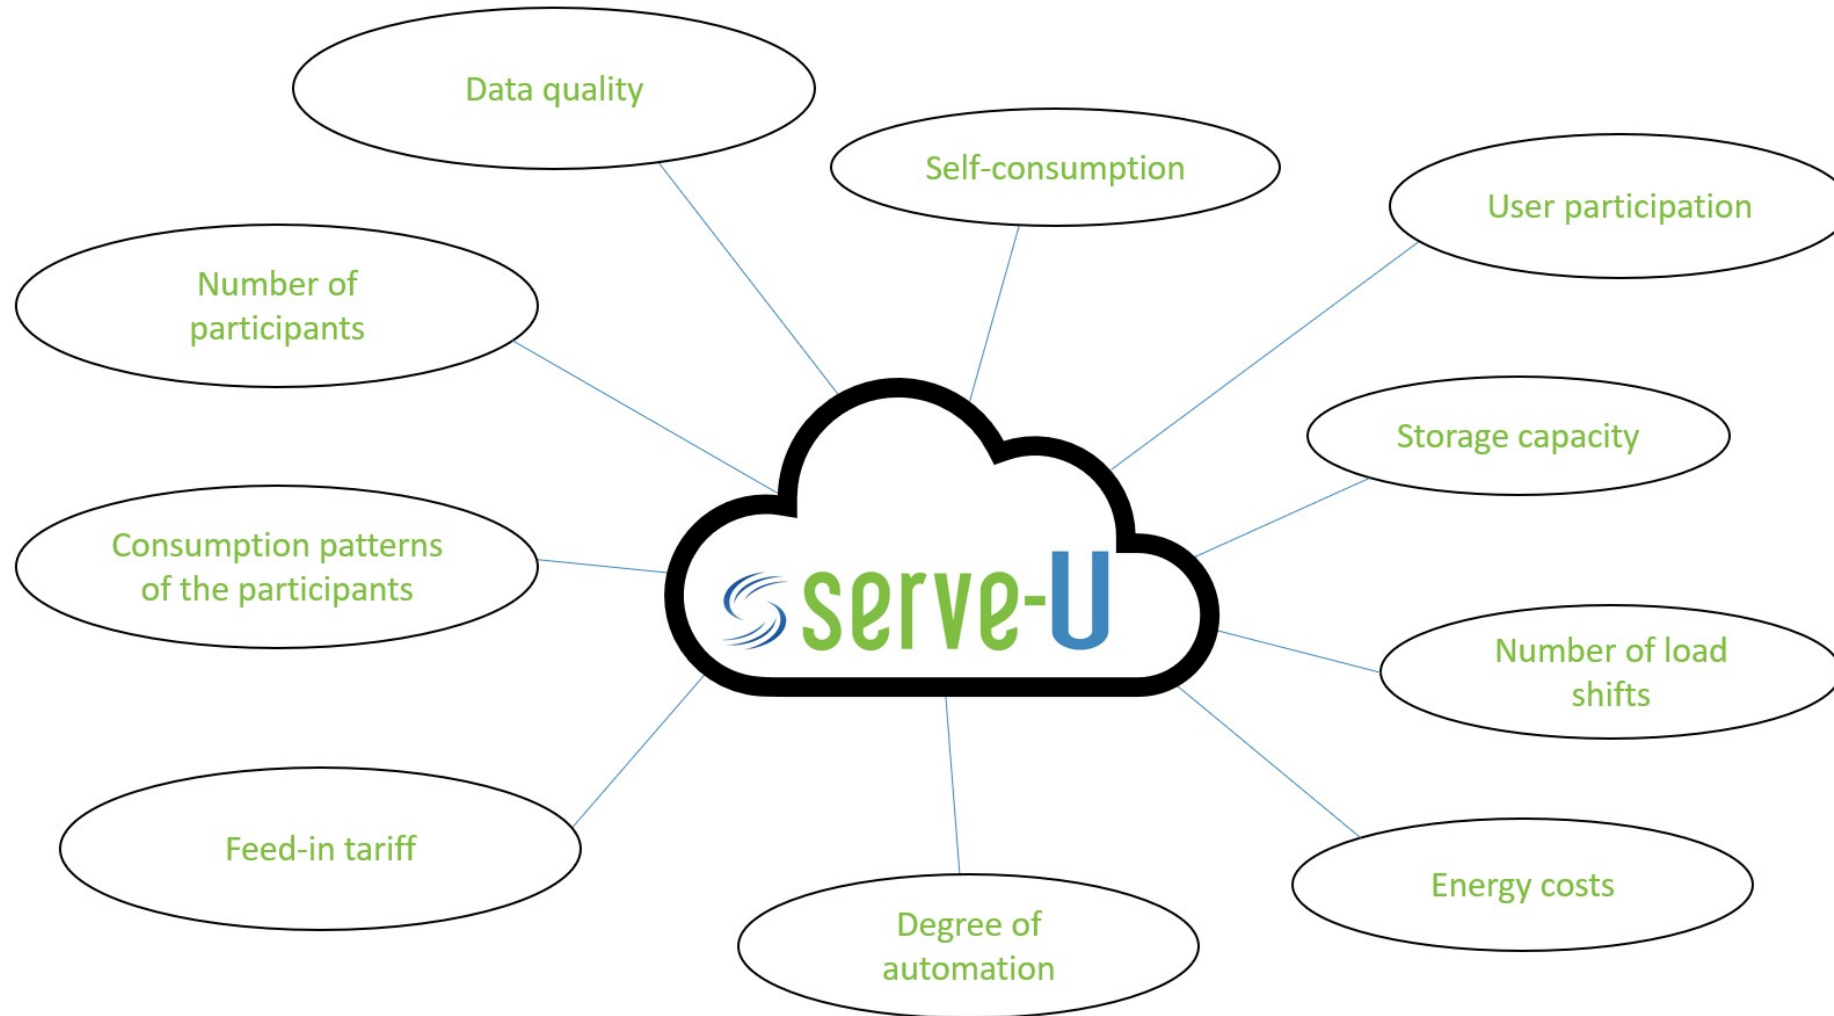 Data quality
Self-consumption
User participation
Number of
participants
Storage capacity
Consumption patterns
of the participants
serve-U
Number of load
shifts
Feed-in tariff
Energy costs
Degree of
automation